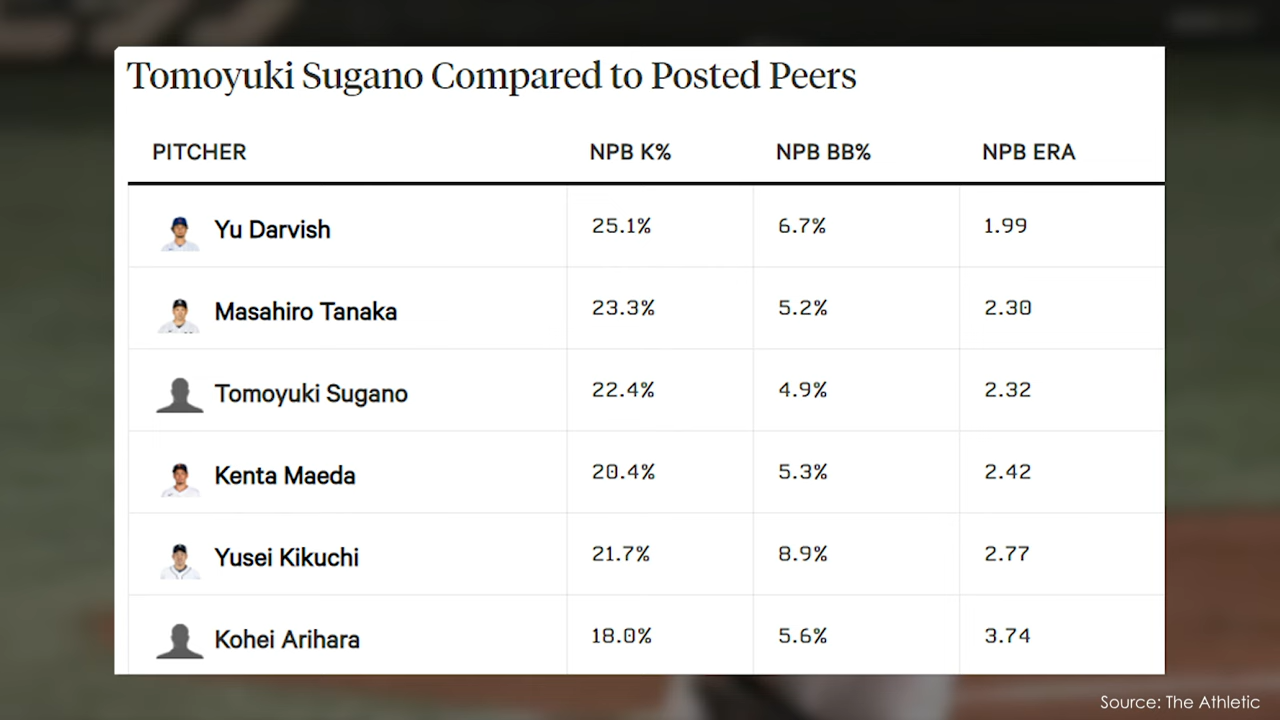 Tomoyuki Sugano Compared to Posted Peers
PITCHER NPB K% NPB BB% NPB ERA
Yu Darvish 25.1% 6.7% 1.99
Masahiro Tanaka 23.3% 5.2% 2.30
Tomoyuki Sugano 22.4% 4.9% 2.32
Kenta Maeda 20.4% 5.3% 2.42
Yusei Kikuchi 21.7% 8.9% 2.77
Kohei Arihara 18.0% 5.6% 3.74
Source: The Athletic